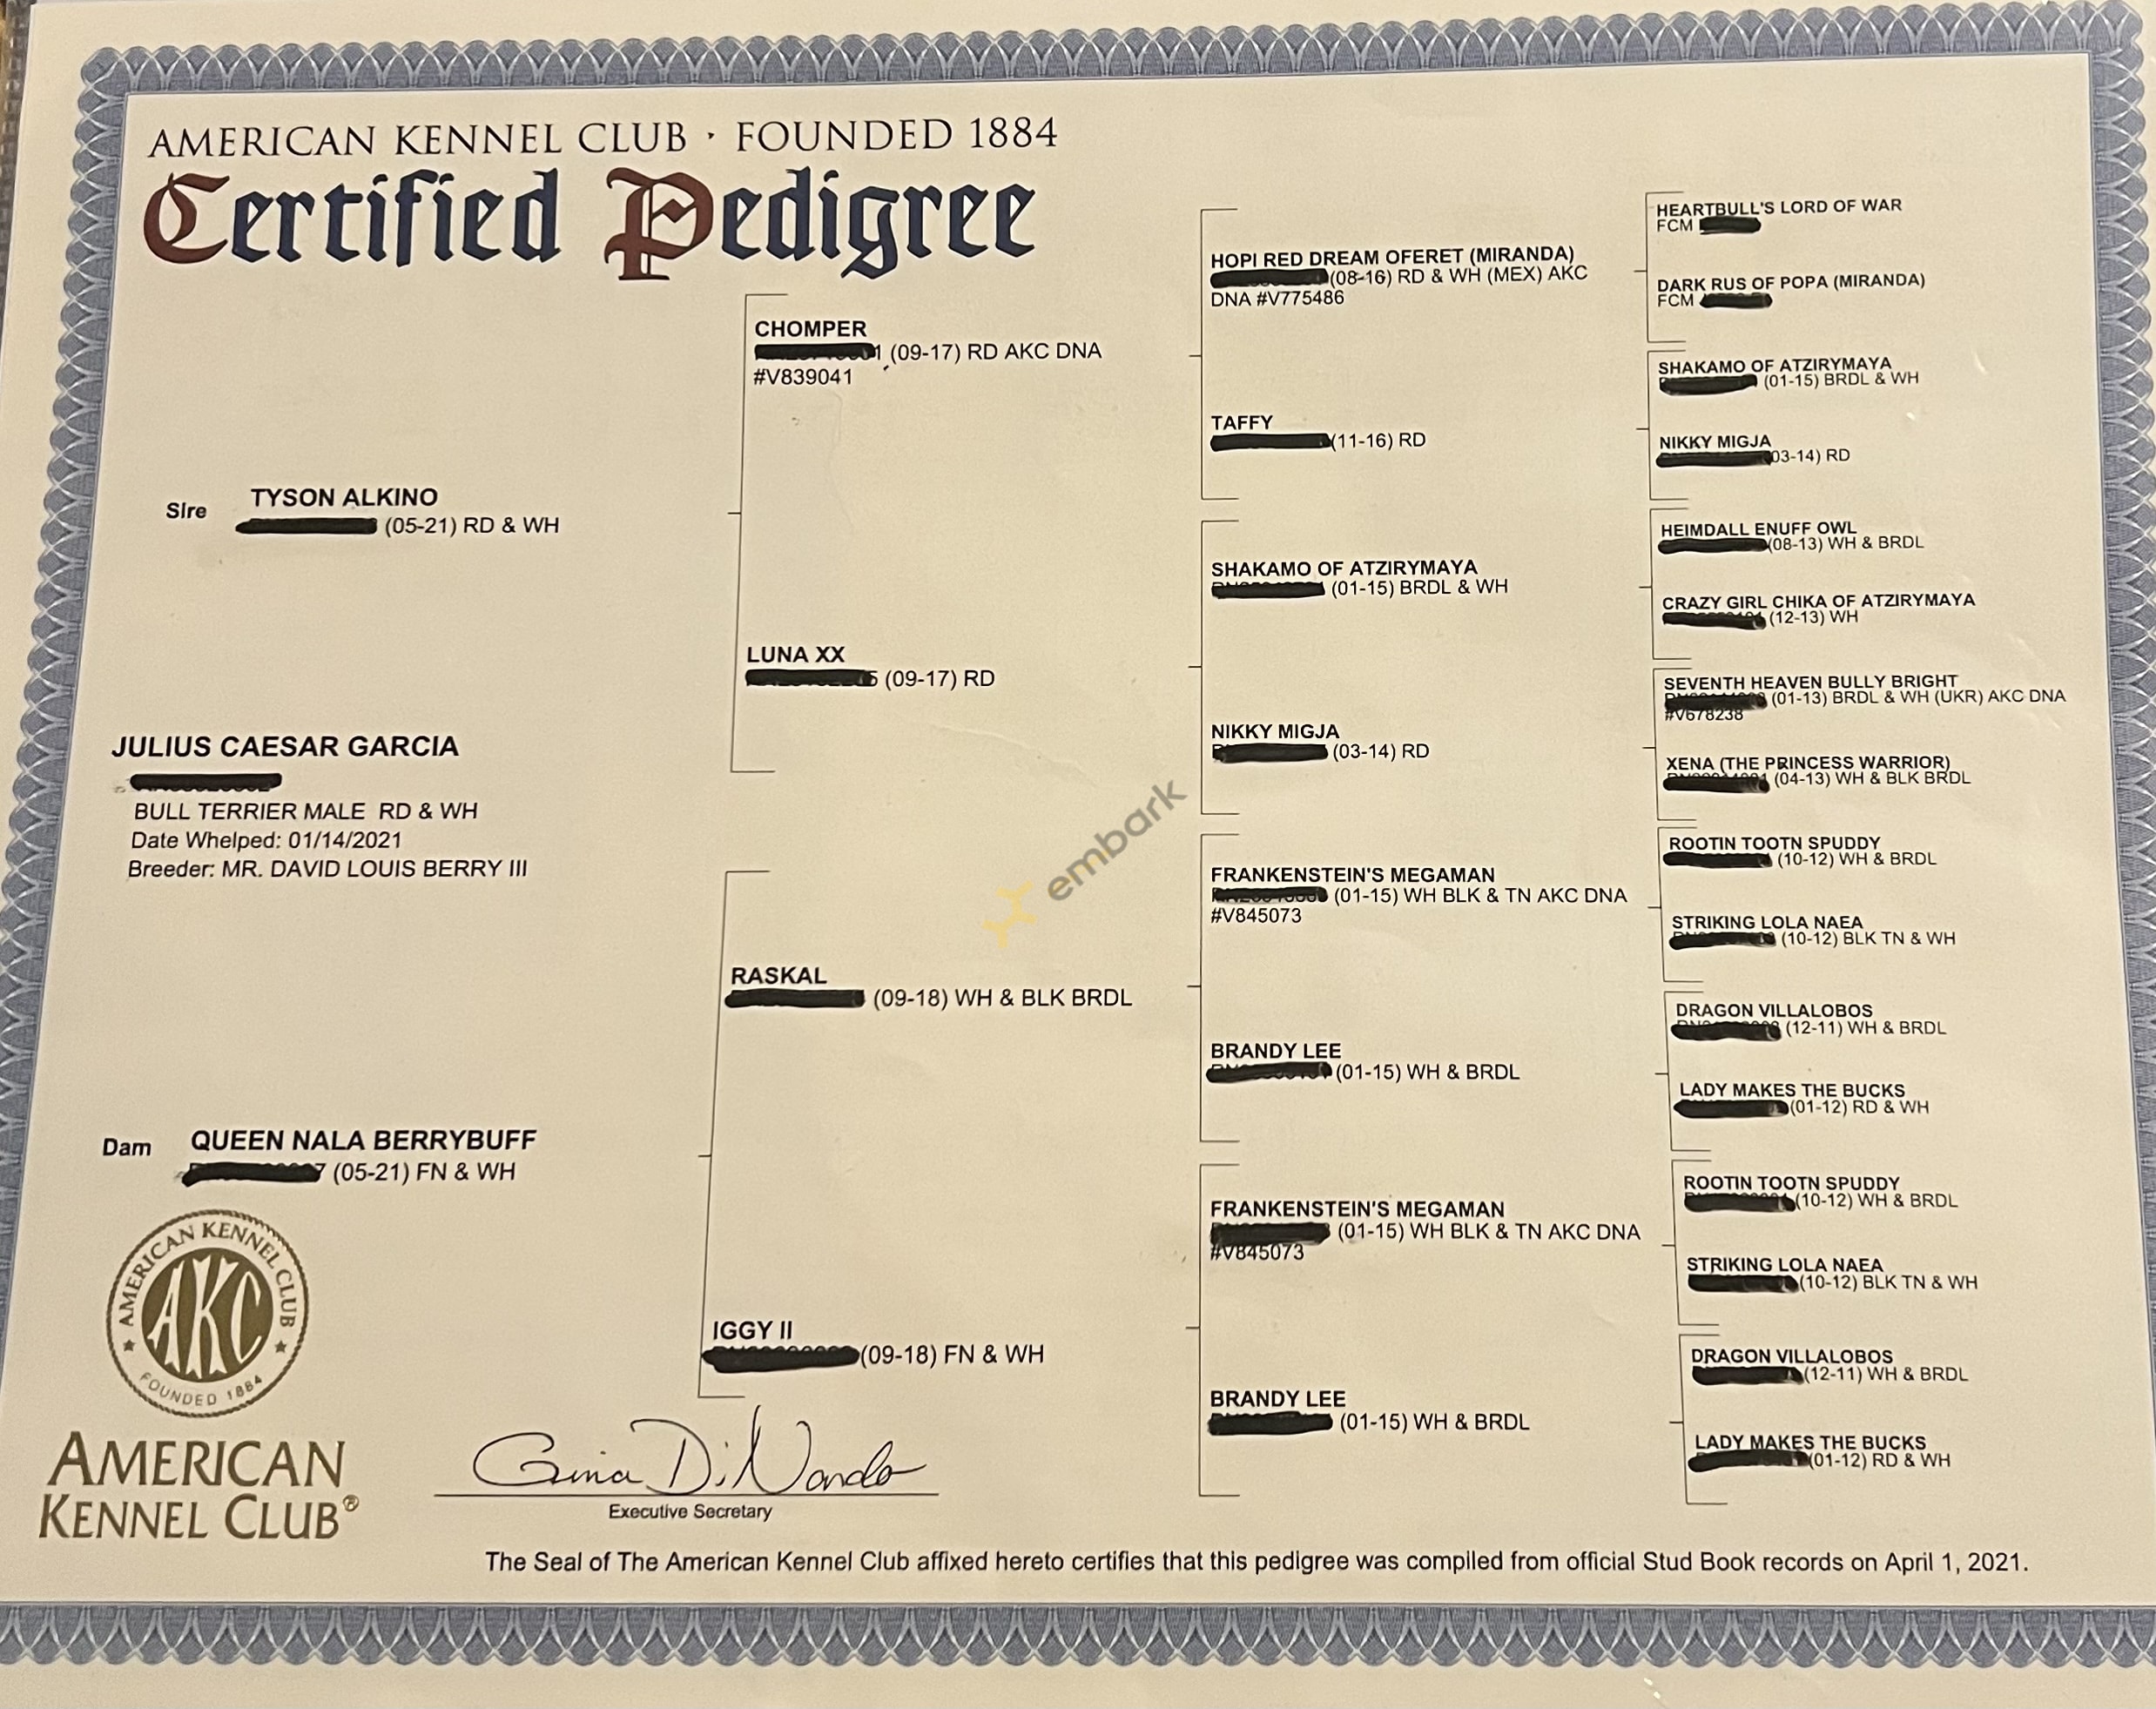 AMERICAN KENNEL CLUB · FOUNDED 1884
Certified Pedigree
Sire
TYSON ALKINO
(05-21) RD & WH
JULIUS CAESAR GARCIA
BULL TERRIER MALE RD & WH
Date Whelped: 01/14/2021
Breeder: MR. DAVID LOUIS BERRY III
Dam
QUEEN NALA BERRYBUFF
7 (05-21) FN & WH
CHOMPER
1 (09-17) RD AKC DNA
#V839041
LUNA XX
5 (09-17) RD
RASKAL
(09-18) WH & BLK BRDL
IGGY II
(09-18) FN & WH
HOPI RED DREAM OFERET (MIRANDA)
(08-16) RD & WH (MEX) AKC
DNA #V775486
TAFFY
(11-16) RD
SHAKAMO OF ATZIRYMAYA
(01-15) BRDL & WH
NIKKY MIGJA
(03-14) RD
FRANKENSTEIN'S MEGAMAN
(01-15) WH BLK & TN AKC DNA
#V845073
BRANDY LEE
(01-15) WH & BRDL
FRANKENSTEIN'S MEGAMAN
(01-15) WH BLK & TN AKC DNA
#V845073
BRANDY LEE
(01-15) WH & BRDL
HEARTBULL'S LORD OF WAR
FCM
DARK RUS OF POPA (MIRANDA)
FCM
SHAKAMO OF ATZIRYMAYA
(01-15) BRDL & WH
NIKKY MIGJA
03-14) RD
HEIMDALL ENUFF OWL
(08-13) WH & BRDL
CRAZY GIRL CHIKA OF ATZIRYMAYA
(12-13) WH
SEVENTH HEAVEN BULLY BRIGHT
(01-13) BRDL & WH (UKR) AKC DNA
#V678238
XENA (THE PRINCESS WARRIOR)
(04-13) WH & BLK BRDL
ROOTIN TOOTN SPUDDY
(10-12) WH & BRDL
STRIKING LOLA NAEA
(10-12) BLK TN & WH
DRAGON VILLALOBOS
(12-11) WH & BRDL
LADY MAKES THE BUCKS
(01-12) RD & WH
ROOTIN TOOTN SPUDDY
(10-12) WH & BRDL
STRIKING LOLA NAEA
(10-12) BLK TN & WH
DRAGON VILLALOBOS
(12-11) WH & BRDL
LADY MAKES THE BUCKS
(01-12) RD & WH
embark
AMERICAN KENNEL CLUB
AKC
FOUNDED 1884
AMERICAN
KENNEL CLUB®
Gina DiNardo
Executive Secretary
The Seal of The American Kennel Club affixed hereto certifies that this pedigree was compiled from official Stud Book records on April 1, 2021.